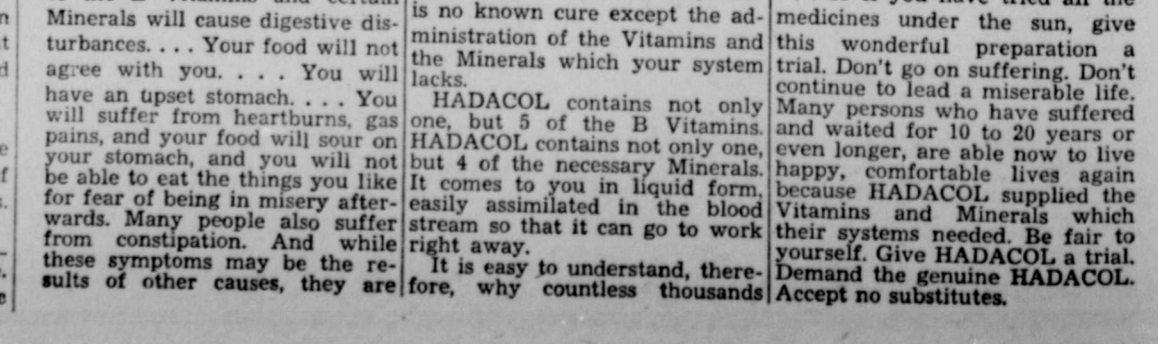 Minerals will cause digestive dis-
turbances. . . . Your food will not
agree with you. . . . You will
have an upset stomach. . . . You
will suffer from heartburns, gas
pains, and your food will sour on
your stomach, and you will not
be able to eat the things you like
for fear of being in misery after-
wards. Many people also suffer
from constipation. And while
these symptoms may be the re-
sults of other causes, they are
is no known cure except the ad-
ministration of the Vitamins and
the Minerals which your system
lacks.
HADACOL contains not only
one, but 5 of the B Vitamins.
HADACOL contains not only one,
but 4 of the necessary Minerals.
It comes to you in liquid form,
easily assimilated in the blood
stream so that it can go to work
right away.
It is easy to understand, there-
fore, why countless thousands
medicines under the sun, give
this wonderful preparation a
trial. Don't go on suffering. Don't
continue to lead a miserable life.
Many persons who have suffered
and waited for 10 to 20 years or
even longer, are able now to live
happy, comfortable lives again
because HADACOL supplied the
Vitamins and Minerals which
their systems needed. Be fair to
yourself. Give HADACOL a trial.
Demand the genuine HADACOL.
Accept no substitutes.